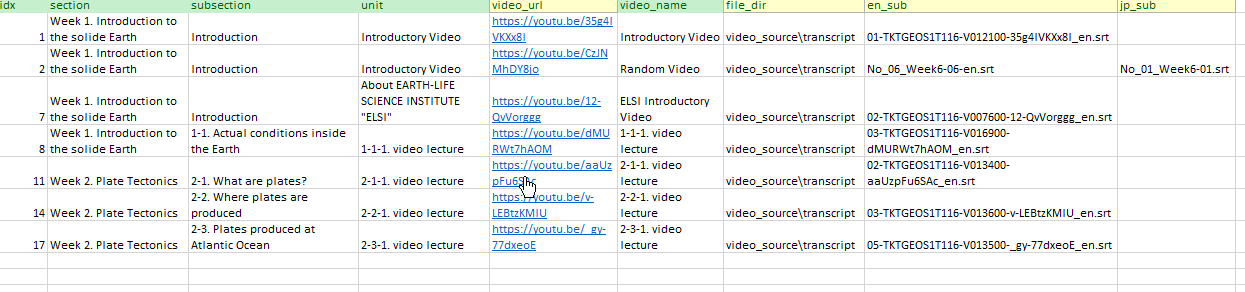 idx section subsection unit video_url video_name file_dir en_sub jp_sub
Week 1. Introduction to https://youtu.be/35g4I
1 the solide Earth Introduction Introductory Video VKXx8I Introductory Video video_source\transcript 01-TKTGEOS1T116-V012100-35g4IVKXx8I_en.srt
Week 1. Introduction to https://youtu.be/CzJN
2 the solide Earth Introduction Introductory Video MhDY8jo Random Video video_source\transcript No_06_Week6-06-en.srt No_01_Week6-01.srt
About EARTH-LIFE
Week 1. Introduction to SCIENCE INSTITUTE https://youtu.be/12- ELSI Introductory
7 the solide Earth Introduction "ELSI" QvVorggg Video video_source\transcript 02-TKTGEOS1T116-V007600-12-QvVorggg_en.srt
Week 1. Introduction to 1-1. Actual conditions inside https://youtu.be/dMU 1-1-1. video 03-TKTGEOS1T116-V016900-
8 the solide Earth the Earth 1-1-1. video lecture RWt7hAOM lecture video_source\transcript dMURWt7hAOM_en.srt
https://youtu.be/aaUz 2-1-1. video 02-TKTGEOS1T116-V013400-
11 Week 2. Plate Tectonics 2-1. What are plates? 2-1-1. video lecture pFu6SAc lecture video_source\transcript aaUzpFu6SAc_en.srt
2-2. Where plates are https://youtu.be/v- 2-2-1. video
14 Week 2. Plate Tectonics produced 2-2-1. video lecture LEBtzKMIU lecture video_source\transcript 03-TKTGEOS1T116-V013600-v-LEBtzKMIU_en.srt
2-3. Plates produced at https://youtu.be/_gy- 2-3-1. video
17 Week 2. Plate Tectonics Atlantic Ocean 2-3-1. video lecture 77dxeoE lecture video_source\transcript 05-TKTGEOS1T116-V013500-_gy-77dxeoE_en.srt